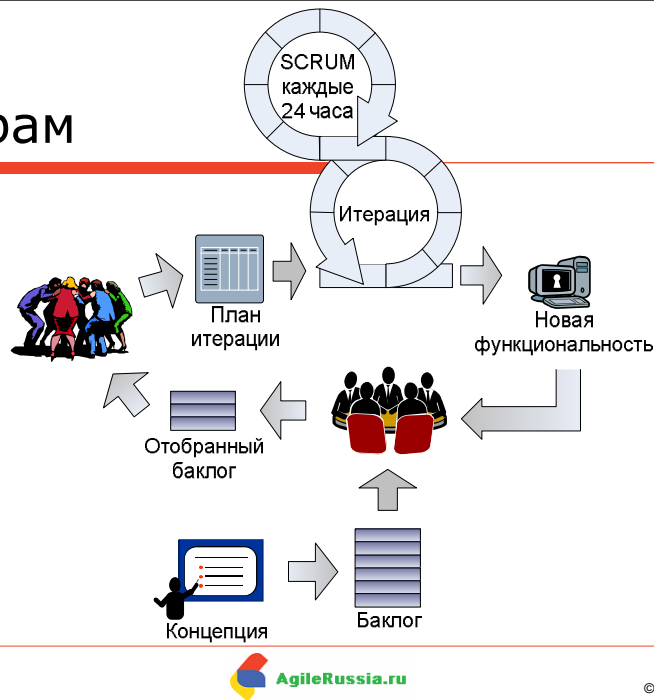 SCRUM
каждые
24 часа
рам
Итерация
План
итерации
Новая
функциональность
Отобранный
баклог
Концепция
Баклог
AgileRussia.ru
©